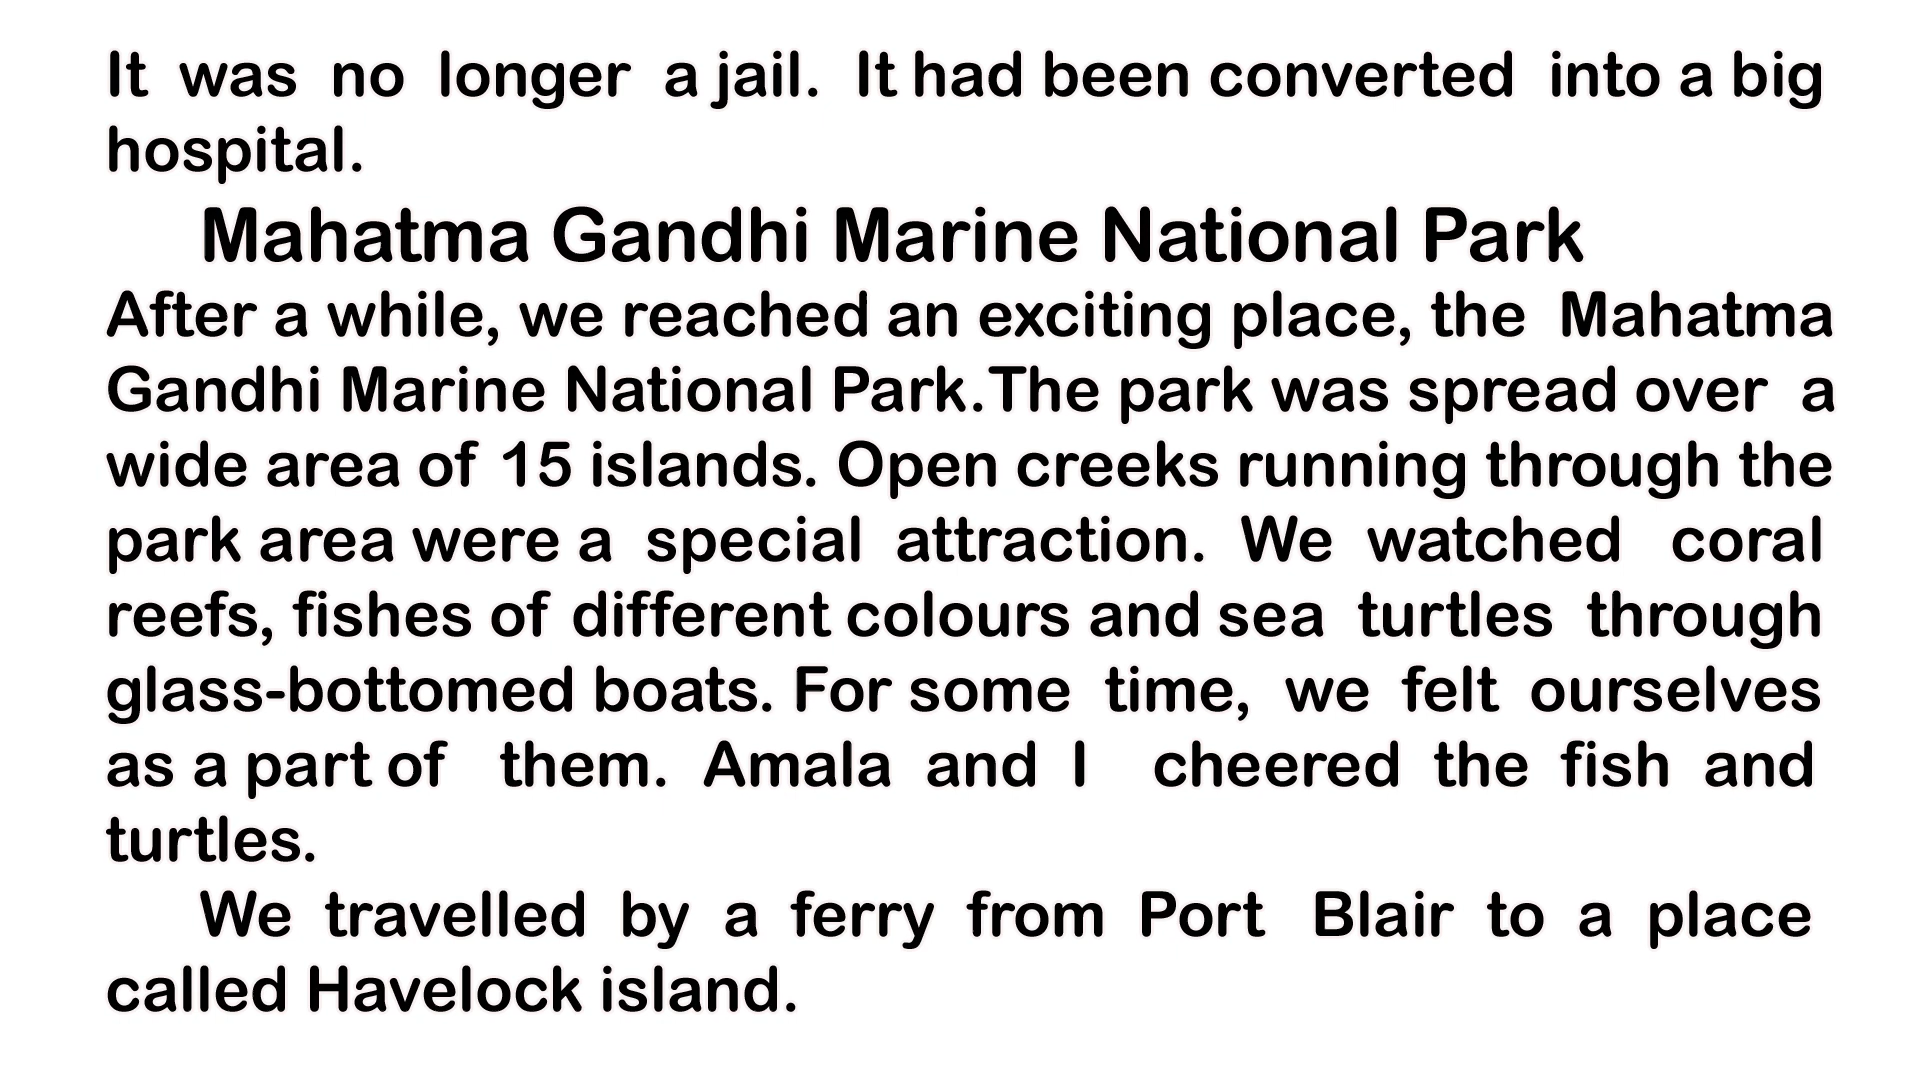 It was no longer a jail. It had been converted into a big
hospital.
Mahatma Gandhi Marine National Park
After a while, we reached an exciting place, the Mahatma
Gandhi Marine National Park.The park was spread over a
wide area of 15 islands. Open creeks running through the
park area were a special attraction. We watched coral
reefs, fishes of different colours and sea turtles through
glass-bottomed boats. For some time, we felt ourselves
as a part of them. Amala and I cheered the fish and
turtles.
We travelled by a ferry from Port Blair to a place
called Havelock island.